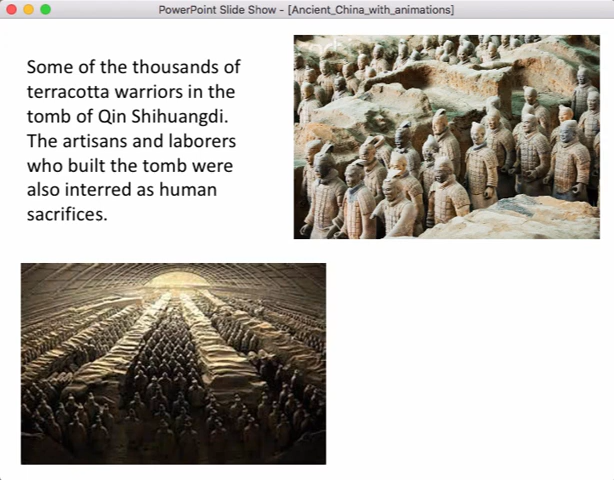 PowerPoint Slide Show - [Ancient_China_with_animations]
Some of the thousands of
terracotta warriors in the
tomb of Qin Shihuangdi.
The artisans and laborers
who built the tomb were
also interred as human
sacrifices.